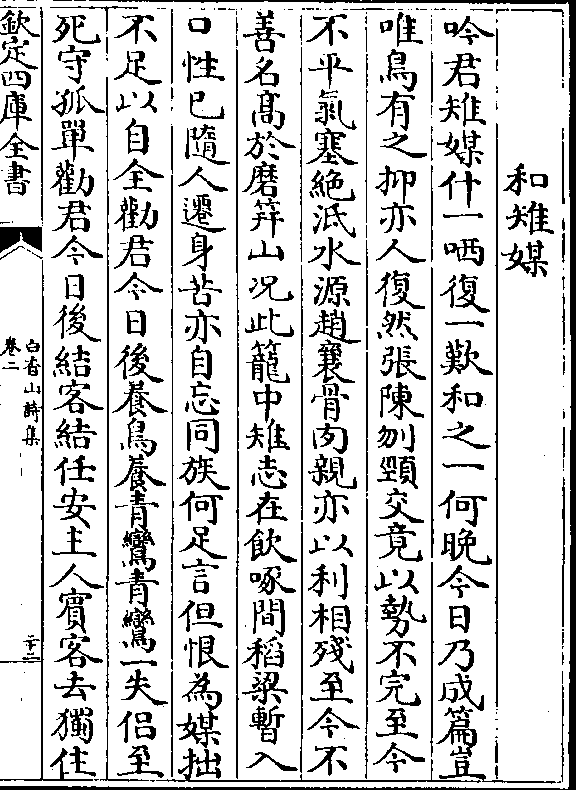 和雉媒
吟君雉媒什一哂復一歎和之一何晚今日乃成篇豈
唯鳥有之抑亦人復然張陳刎頸交竟以勢不完至今
不平氣塞絶泜水源趙襄骨肉親亦以利相殘至今不
善名髙於磨笄山况此籠中雉志在飲啄間稻粱暫入
口性已隨人遷身苦亦自忘同族何足言但恨為媒拙
不足以自全勸君今日後養鳥養青鸞青鸞一失侣至
死守孤單勸君今日後結客結任安主人賓客去獨住
欽定四庫全書
白香山詩集
卷二
二十二